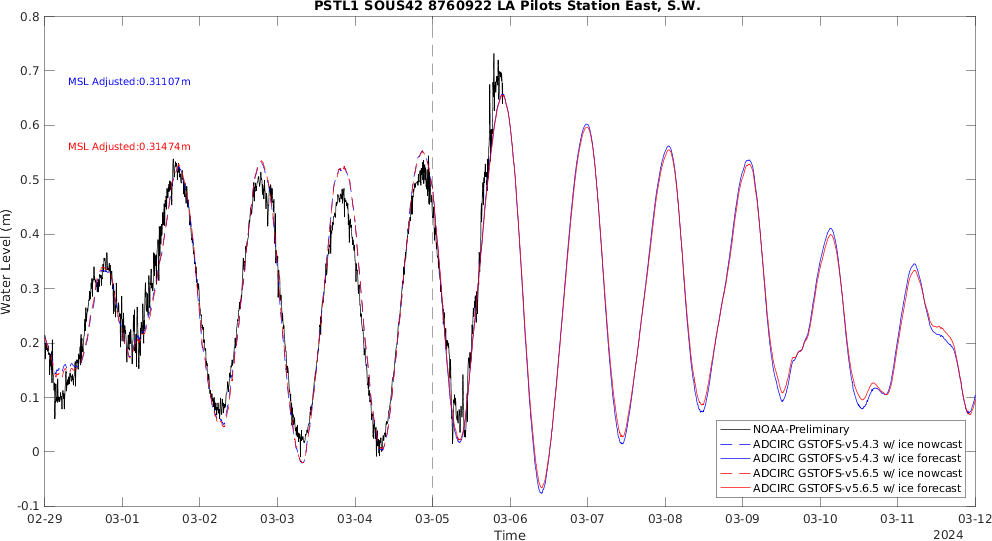 PSTL1 SOUS42 8760922 LA Pilots Station East, S.W.
0.8
0.7
0.6
0.5
0.4
0.3
0.2
0.1
0
-0.1
Water Level (m)
MSL Adjusted:0.31107m
MSL Adjusted:0.31474m
NOAA-Preliminary
ADCIRC GSTOFS-v5.4.3 w/ ice nowcast
ADCIRC GSTOFS-v5.4.3 w/ ice forecast
ADCIRC GSTOFS-v5.6.5 w/ ice nowcast
ADCIRC GSTOFS-v5.6.5 w/ ice forecast
02-29 03-01 03-02 03-03 03-04 03-05 03-06 03-07 03-08 03-09 03-10 03-11 03-12
Time
2024